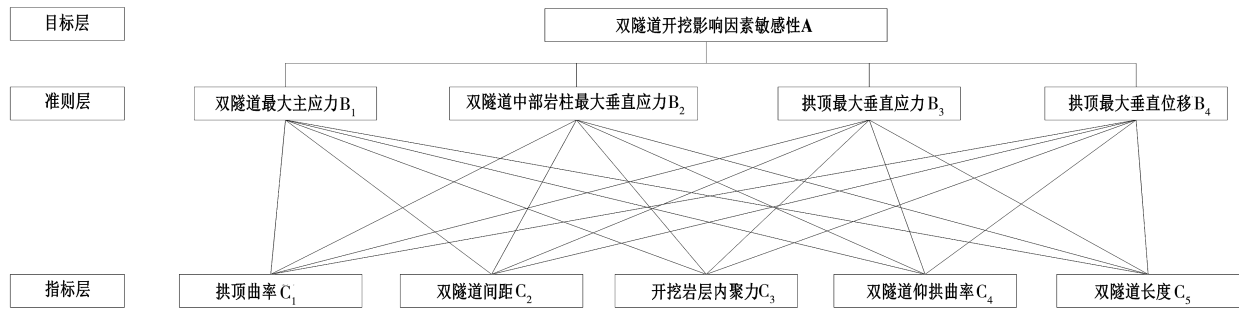 目标层
双隧道开挖影响因素敏感性A
准则层
双隧道最大主应力B₁
双隧道中部岩柱最大垂直应力B₂
拱顶最大垂直应力B₃
拱顶最大垂直位移B₄
指标层
拱顶曲率C₁
双隧道间距C₂
开挖岩层内聚力C₃
双隧道仰拱曲率C₄
双隧道长度C₅